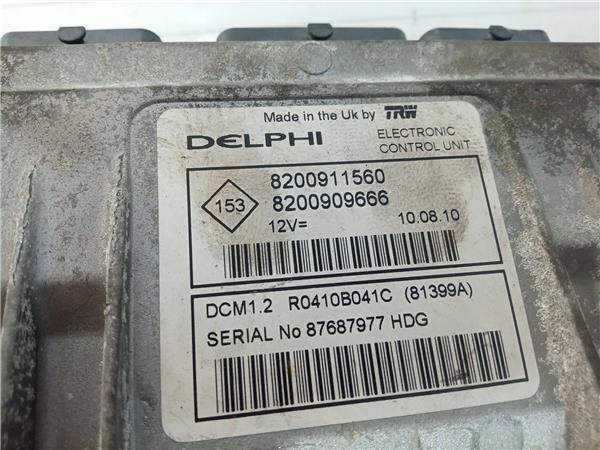 Made in the Uk by TRW
DELPHI ELECTRONIC CONTROL UNIT
153
8200911560
8200909666
12V= 10.08.10
DCM1.2 R0410B041C (81399A)
SERIAL No 87687977 HDG